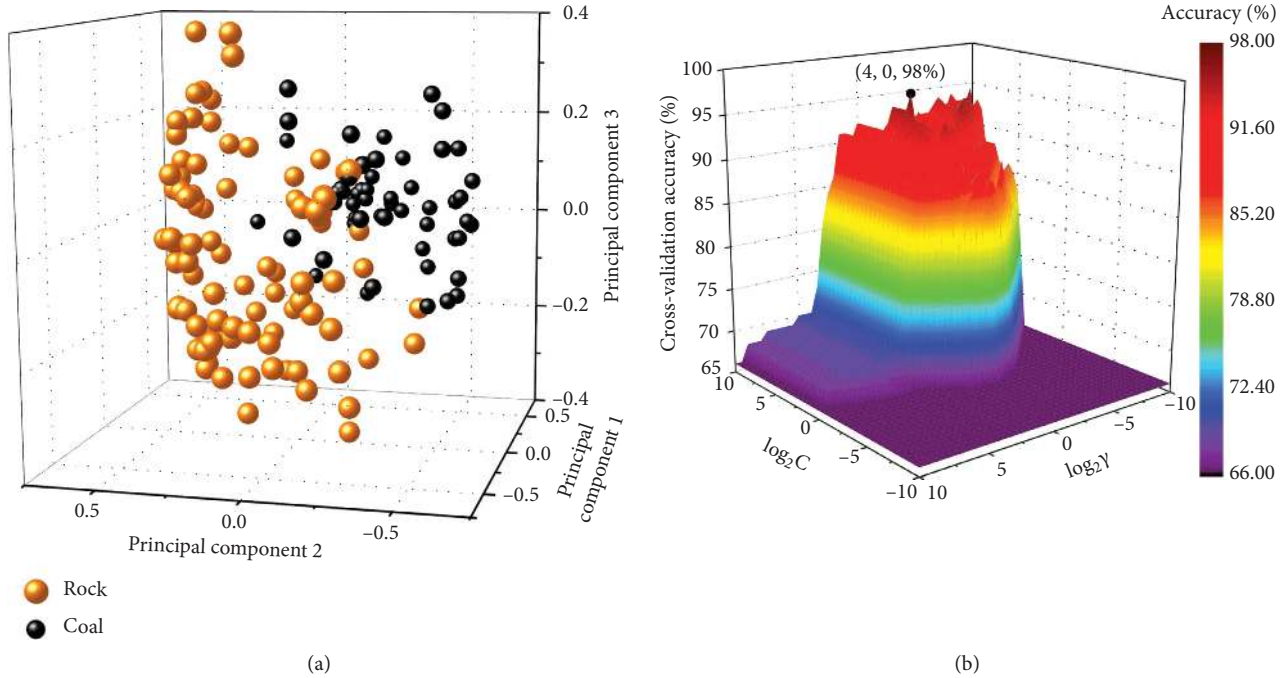 0.4
0.2
0.0
−0.2
−0.4
Principal component 3
0.5
0.0
−0.5
Principal
component 1
0.5
0.0
−0.5
Principal component 2
Rock
Coal
(a)
Accuracy (%)
98.00
91.60
85.20
78.80
72.40
66.00
(4, 0, 98%)
100
95
90
85
80
75
70
65
Cross-validation accuracy (%)
10
5
0
−5
−10
log₂C
10
5
0
−5
−10
log₂γ
(b)